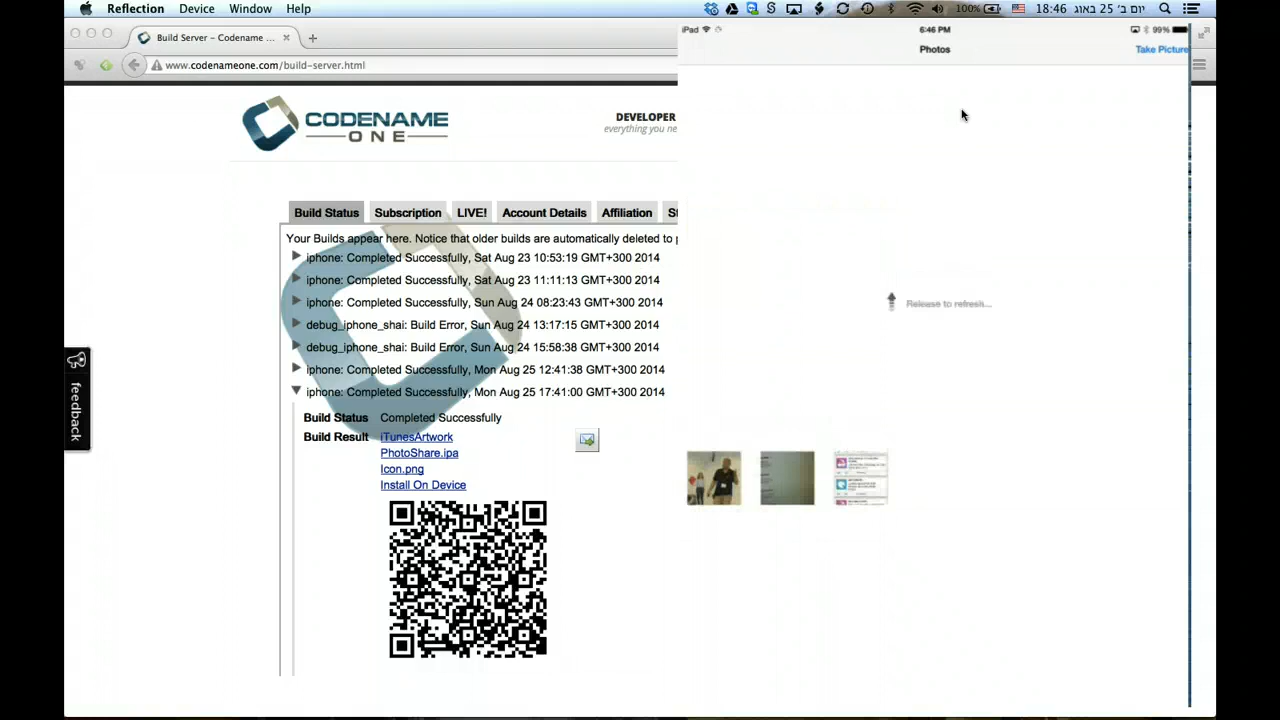 Reflection Device Window Help 100% 18:46 יום ב׳ 25 באוג
Build Server – Codename ...
www.codenameone.com/build-server.html
iPad 6:46 PM 99%
Photos Take Picture
CODENAME
ONE
DEVELOPER
everything you ne
Build Status Subscription LIVE! Account Details Affiliation St
Your Builds appear here. Notice that older builds are automatically deleted to p
iphone: Completed Successfully, Sat Aug 23 10:53:19 GMT+300 2014
iphone: Completed Successfully, Sat Aug 23 11:11:13 GMT+300 2014
iphone: Completed Successfully, Sun Aug 24 08:23:43 GMT+300 2014
debug_iphone_shai: Build Error, Sun Aug 24 13:17:15 GMT+300 2014
debug_iphone_shai: Build Error, Sun Aug 24 15:58:38 GMT+300 2014
iphone: Completed Successfully, Mon Aug 25 12:41:38 GMT+300 2014
iphone: Completed Successfully, Mon Aug 25 17:41:00 GMT+300 2014
Build Status Completed Successfully
Build Result iTunesArtwork
PhotoShare.ipa
Icon.png
Install On Device
Release to refresh...
feedback